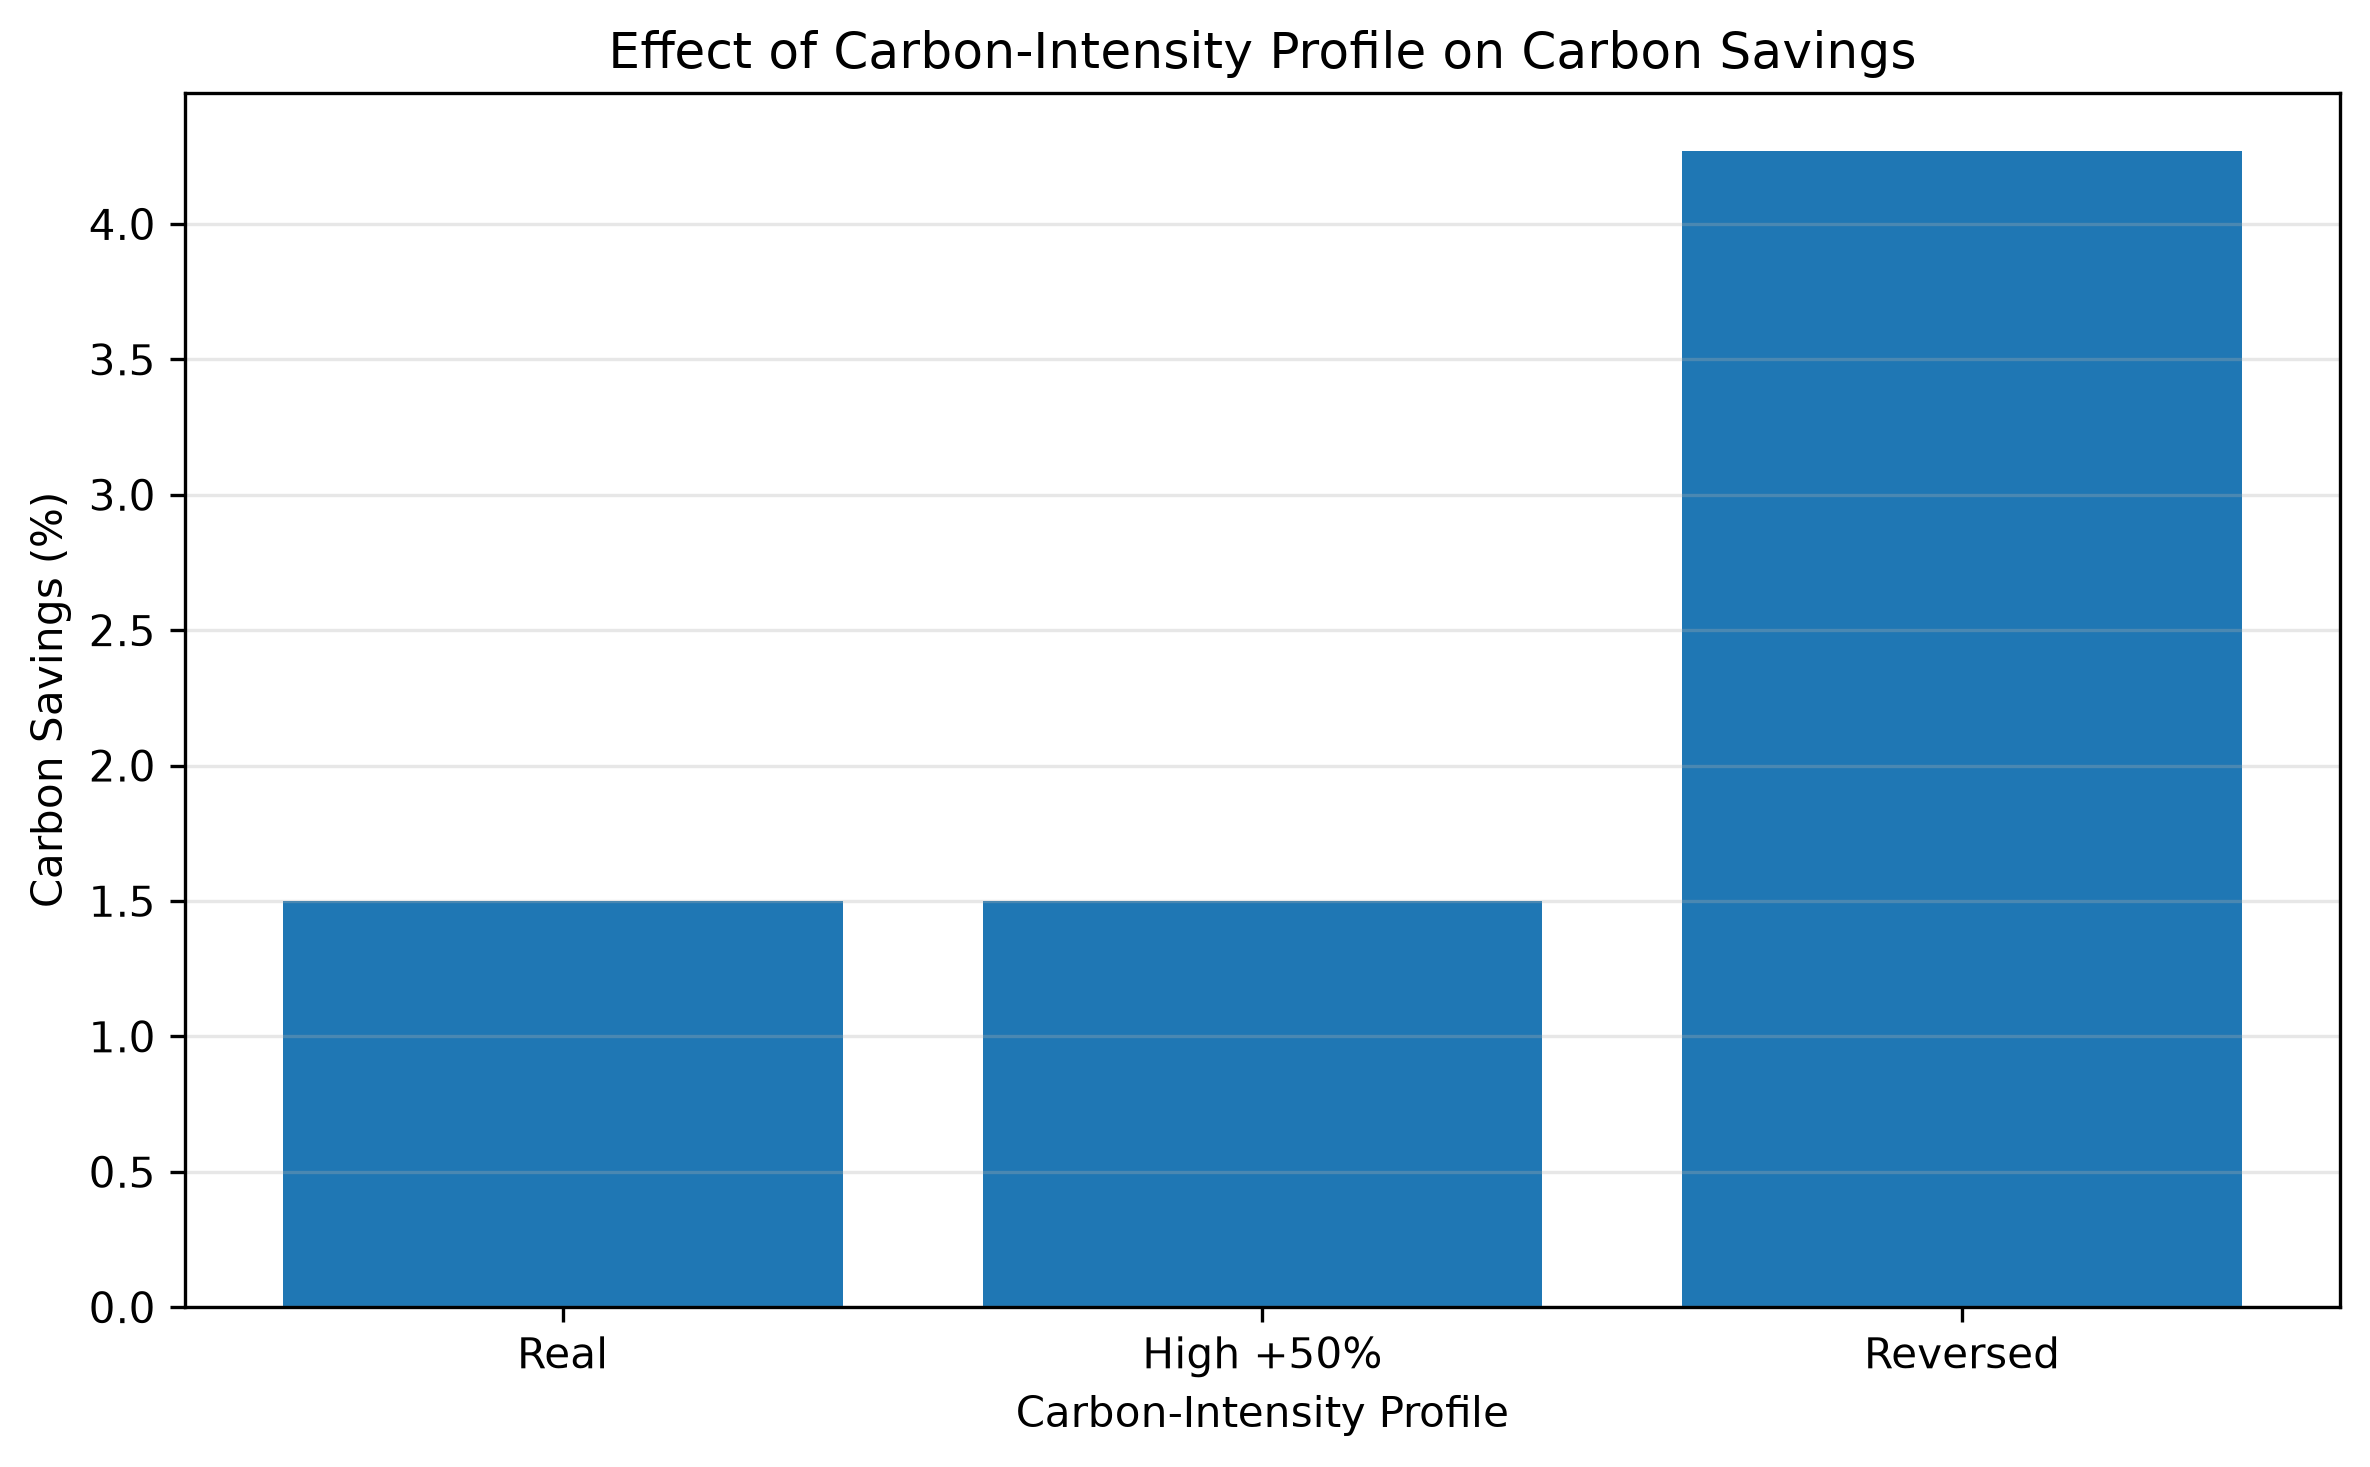 Effect of Carbon-Intensity Profile on Carbon Savings
Carbon Savings (%)
4.0
3.5
3.0
2.5
2.0
1.5
1.0
0.5
0.0
Real
High +50%
Reversed
Carbon-Intensity Profile